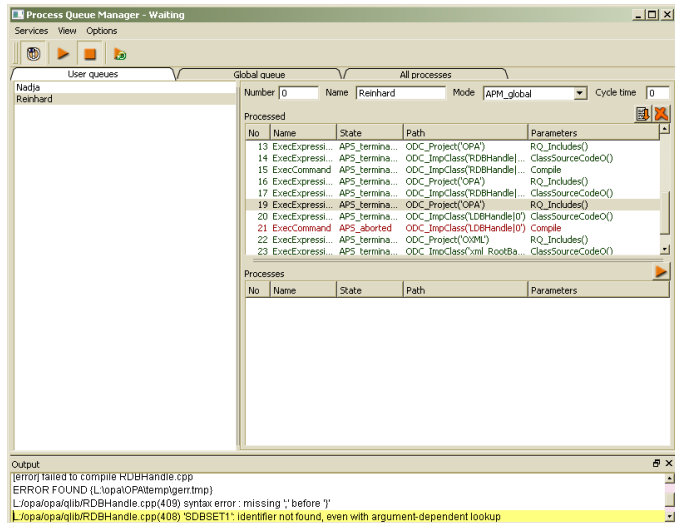 Process Queue Manager - Waiting
Services View Options
User queues Global queue All processes
Nadja
Reinhard
Number 0 Name Reinhard Mode APM_global Cycle time 0
Processed
No Name State Path Parameters
13 ExecExpressi... APS_termina... ODC_Project('OPA') RQ_Includes()
14 ExecExpressi... APS_termina... ODC_ImpClass('RDBHandle|... ClassSourceCodeO()
15 ExecCommand APS_termina... ODC_ImpClass('RDBHandle|... Compile
16 ExecExpressi... APS_termina... ODC_Project('OPA') RQ_Includes()
17 ExecExpressi... APS_termina... ODC_ImpClass('RDBHandle|... ClassSourceCodeO()
19 ExecExpressi... APS_termina... ODC_Project('OPA') RQ_Includes()
20 ExecExpressi... APS_termina... ODC_ImpClass('LDBHandle|0') ClassSourceCodeO()
21 ExecCommand APS_aborted ODC_ImpClass('LDBHandle|0') Compile
22 ExecExpressi... APS_termina... ODC_Project('OXML') RQ_Includes()
23 ExecExpressi... APS_termina... ODC_ImpClass('xml_RootBa... ClassSourceCodeO()
Processes
No Name State Path Parameters
Output
[error] failed to compile RDBHandle.cpp
ERROR FOUND {L:\opa\OPA\temp\gerr.tmp}
L:/opa/opa/qlib/RDBHandle.cpp(409) syntax error : missing ';' before '}'
L:/opa/opa/qlib/RDBHandle.cpp(408) 'SDBSET1': identifier not found, even with argument-dependent lookup